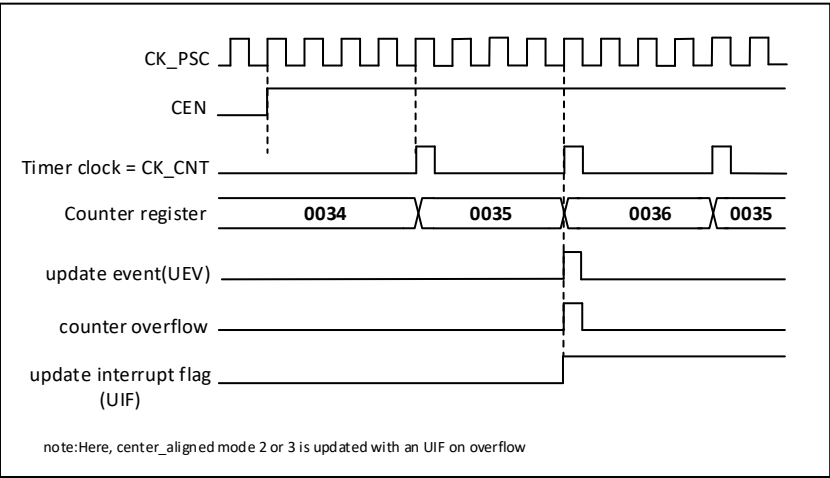 CK_PSC
CEN
Timer clock = CK_CNT
Counter register 0034 0035 0036 0035
update event(UEV)
counter overflow
update interrupt flag
(UIF)
note:Here, center_aligned mode 2 or 3 is updated with an UIF on overflow